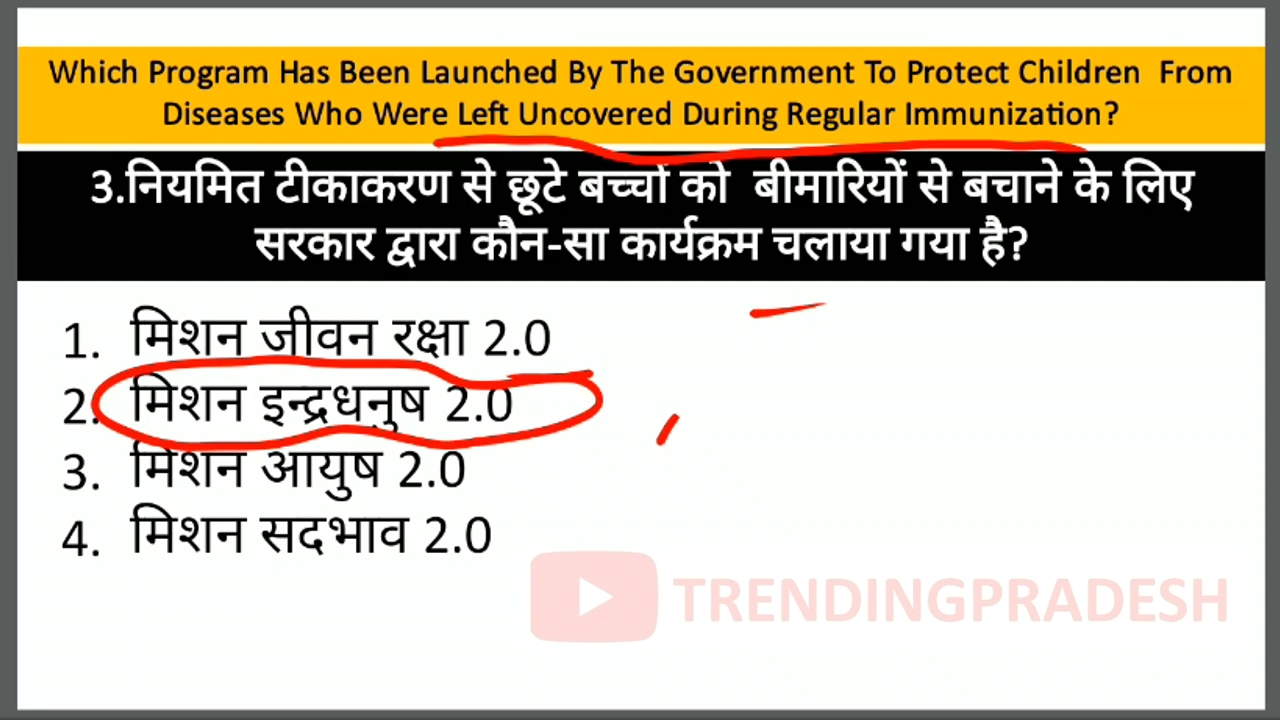 Which Program Has Been Launched By The Government To Protect Children From
Diseases Who Were Left Uncovered During Regular Immunization?
3.नियमित टीकाकरण से छूटे बच्चों को बीमारियों से बचाने के लिए
सरकार द्वारा कौन-सा कार्यक्रम चलाया गया है?
1. मिशन जीवन रक्षा 2.0
2. मिशन इन्द्रधनुष 2.0
3. मिशन आयुष 2.0
4. मिशन सदभाव 2.0
TRENDINGPRADESH